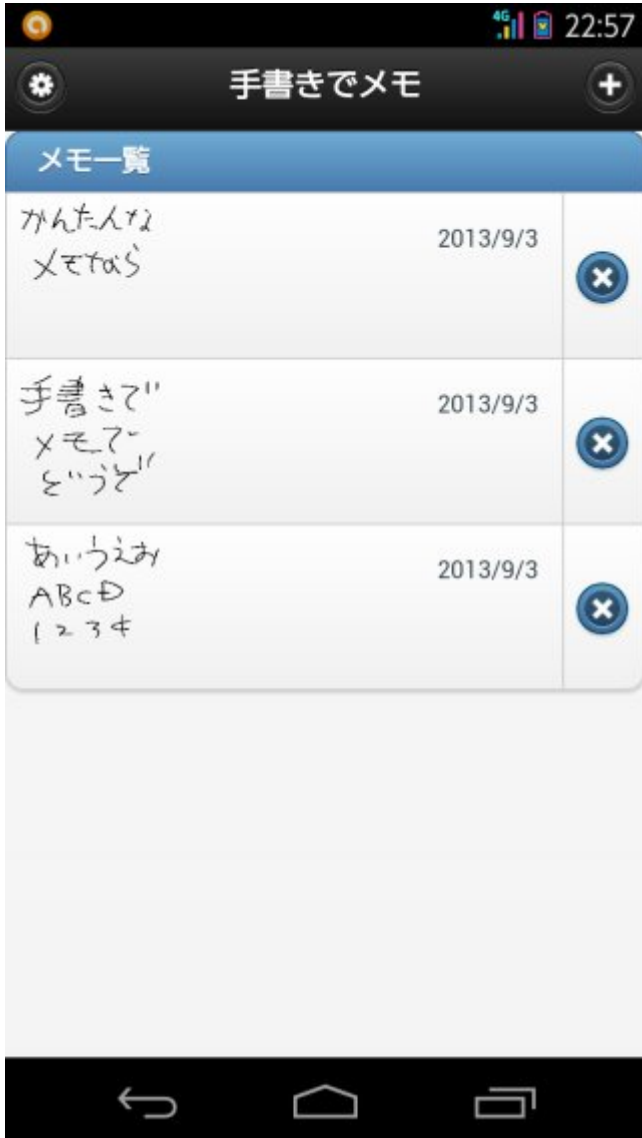 4G 22:57
手書きでメモ
メモ一覧
かんたんな
メモなら
2013/9/3
手書きで
メモで
どうぞ
2013/9/3
あいうえお
ABCD
1234
2013/9/3